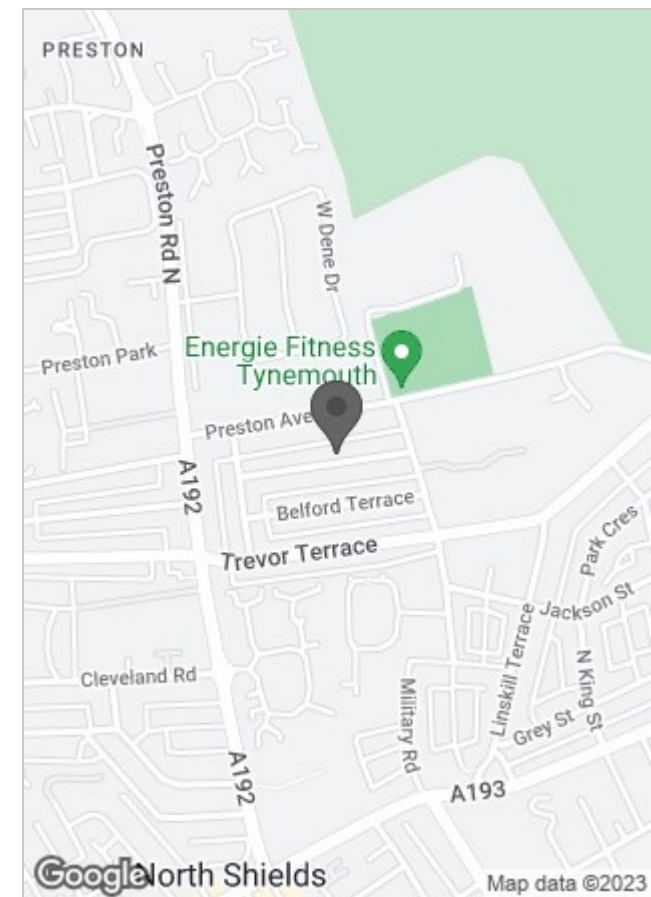 PRESTON
Preston Rd N
W Dene Dr
Energie Fitness
Tynemouth
Preston Park
Preston Ave
A192
Belford Terrace
Trevor Terrace
Park Cres
Jackson St
Linskill Terrace
N King St
Cleveland Rd
Military Rd
Grey St
A192
A193
Google
North Shields
Map data ©2023